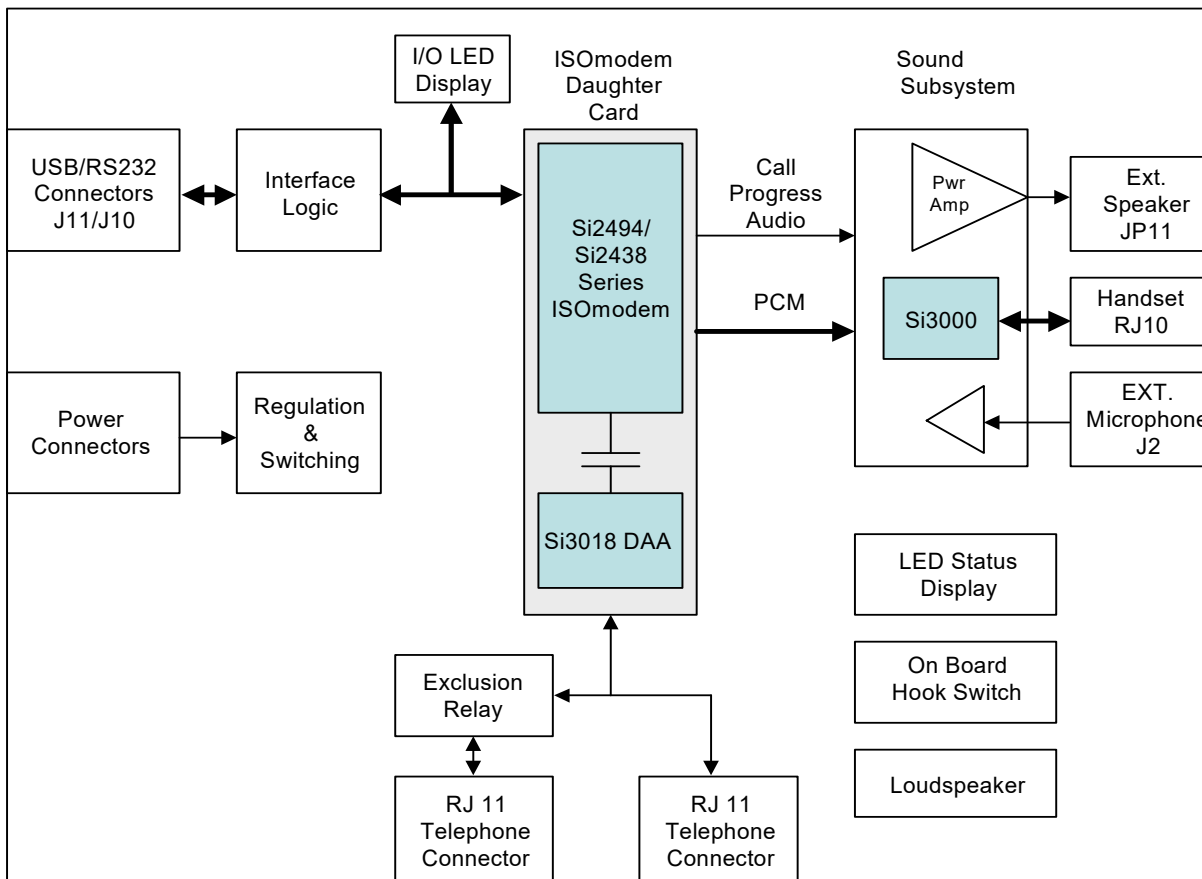 I/O LED
Display
ISOmodem
Daughter
Card
Sound
Subsystem
USB/RS232
Connectors
J11/J10
Interface
Logic
Si2494/
Si2438
Series
ISOmodem
Call
Progress
Audio
Pwr
Amp
Ext.
Speaker
JP11
PCM
Si3000
Handset
RJ10
Power
Connectors
Regulation
&
Switching
EXT.
Microphone
J2
Si3018 DAA
LED Status
Display
Exclusion
Relay
On Board
Hook Switch
RJ 11
Telephone
Connector
RJ 11
Telephone
Connector
Loudspeaker